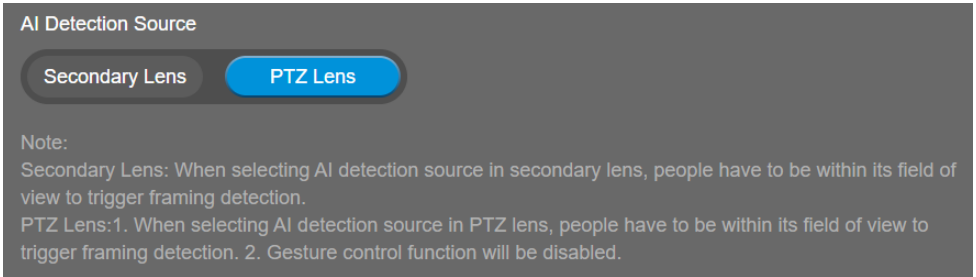 AI Detection Source
Secondary Lens PTZ Lens
Note:
Secondary Lens: When selecting AI detection source in secondary lens, people have to be within its field of
view to trigger framing detection.
PTZ Lens:1. When selecting AI detection source in PTZ lens, people have to be within its field of view to
trigger framing detection. 2. Gesture control function will be disabled.